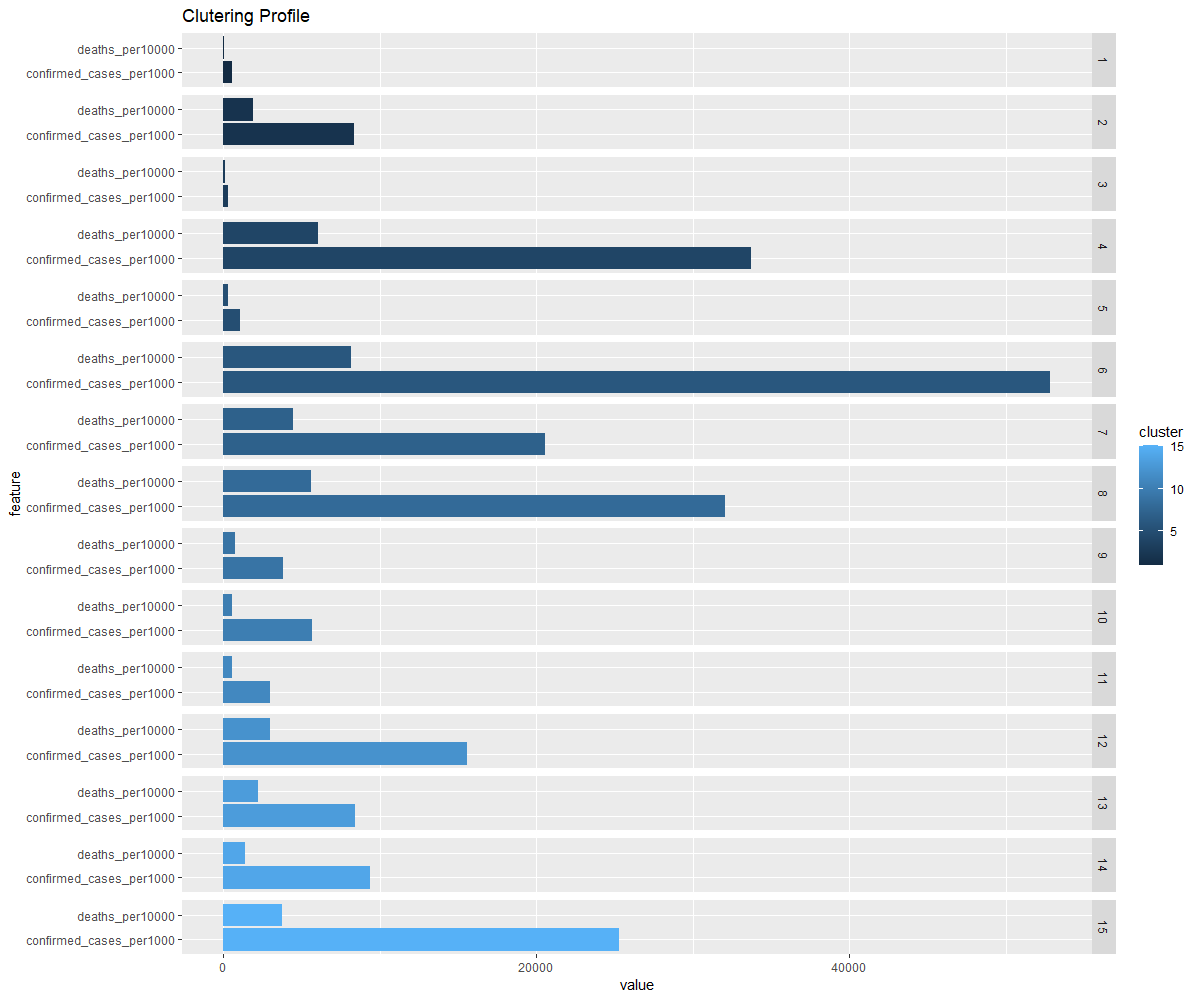 Clutering Profile
deaths_per10000
confirmed_cases_per1000
1
deaths_per10000
confirmed_cases_per1000
2
deaths_per10000
confirmed_cases_per1000
3
deaths_per10000
confirmed_cases_per1000
4
deaths_per10000
confirmed_cases_per1000
5
deaths_per10000
confirmed_cases_per1000
6
deaths_per10000
confirmed_cases_per1000
7
deaths_per10000
confirmed_cases_per1000
8
deaths_per10000
confirmed_cases_per1000
9
deaths_per10000
confirmed_cases_per1000
10
deaths_per10000
confirmed_cases_per1000
11
deaths_per10000
confirmed_cases_per1000
12
deaths_per10000
confirmed_cases_per1000
13
deaths_per10000
confirmed_cases_per1000
14
deaths_per10000
confirmed_cases_per1000
15
feature
0
20000
40000
value
cluster
15
10
5